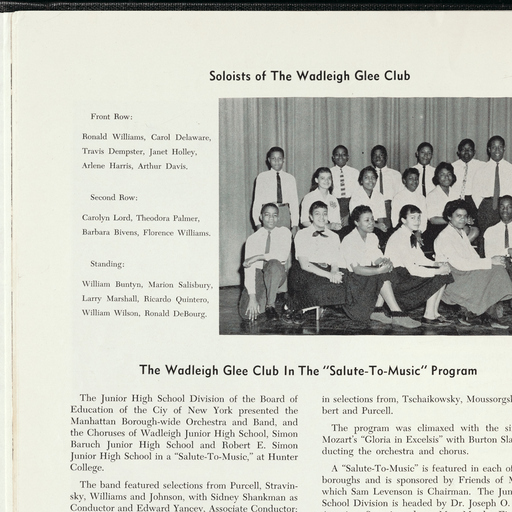 Soloists of The Wadleigh Glee Club
Front Row:
Ronald Williams, Carol Delaware,
Travis Dempster, Janet Holley,
Arlene Harris, Arthur Davis.
Second Row:
Carolyn Lord, Theodora Palmer,
Barbara Bivens, Florence Williams.
Standing:
William Buntyn, Marion Salisbury,
Larry Marshall, Ricardo Quintero,
William Wilson, Ronald DeBourg.
The Wadleigh Glee Club In The "Salute-To-Music" Program
The Junior High School Division of the Board of
Education of the Ciy of New York presented the
Manhattan Borough-wide Orchestra and Band, and
the Choruses of Wadleigh Junior High School, Simon
Baruch Junior High School and Robert E. Simon
Junior High School in a "Salute-To-Music," at Hunter
College.
The band featured selections from Purcell, Stravin-
sky, Williams and Johnson, with Sidney Shankman as
Conductor and Edward Yancey, Associate Conductor;
in selections from, Tschaikowsky, Moussorgsk
bert and Purcell.
The program was climaxed with the si
Mozart's "Gloria in Excelsis" with Burton Sla
ducting the orchestra and chorus.
A "Salute-To-Music" is featured in each of
boroughs and is sponsored by Friends of M
which Sam Levenson is Chairman. The Jun
School Division is headed by Dr. Joseph O.